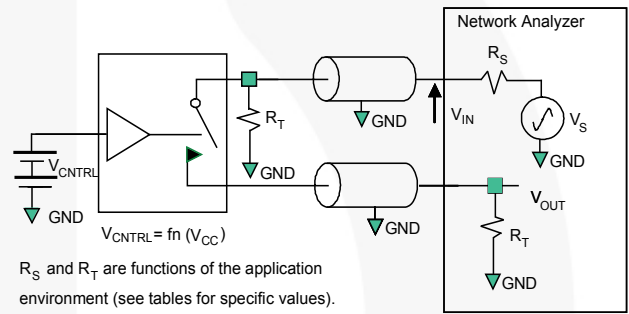 Network Analyzer
R_S
R_T
GND
V_IN
V_S
GND
V_CNTRL
GND
GND
V_OUT
GND
GND
R_T
V_CNTRL = fn (V_CC)
GND
R_S and R_T are functions of the application
environment (see tables for specific values).